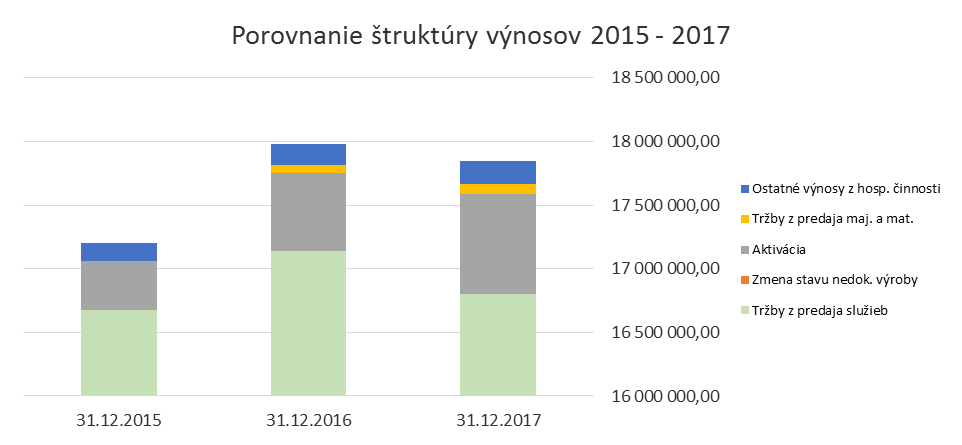 Porovnanie štruktúry výnosov 2015 - 2017
18 500 000,00
18 000 000,00
17 500 000,00
17 000 000,00
16 500 000,00
16 000 000,00
31.12.2015
31.12.2016
31.12.2017
Ostatné výnosy z hosp. činnosti
Tržby z predaja maj. a mat.
Aktivácia
Zmena stavu nedok. výroby
Tržby z predaja služieb